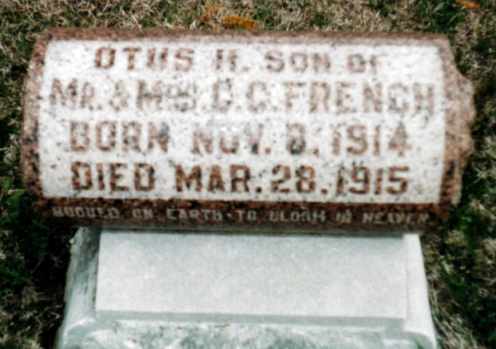 OTHS H. SON OF
MR. & MRS C. C. FRENCH
BORN NOV. 8. 1914
DIED MAR. 28. 1915
BUDDED ON EARTH TO BLOOM IN HEAVEN